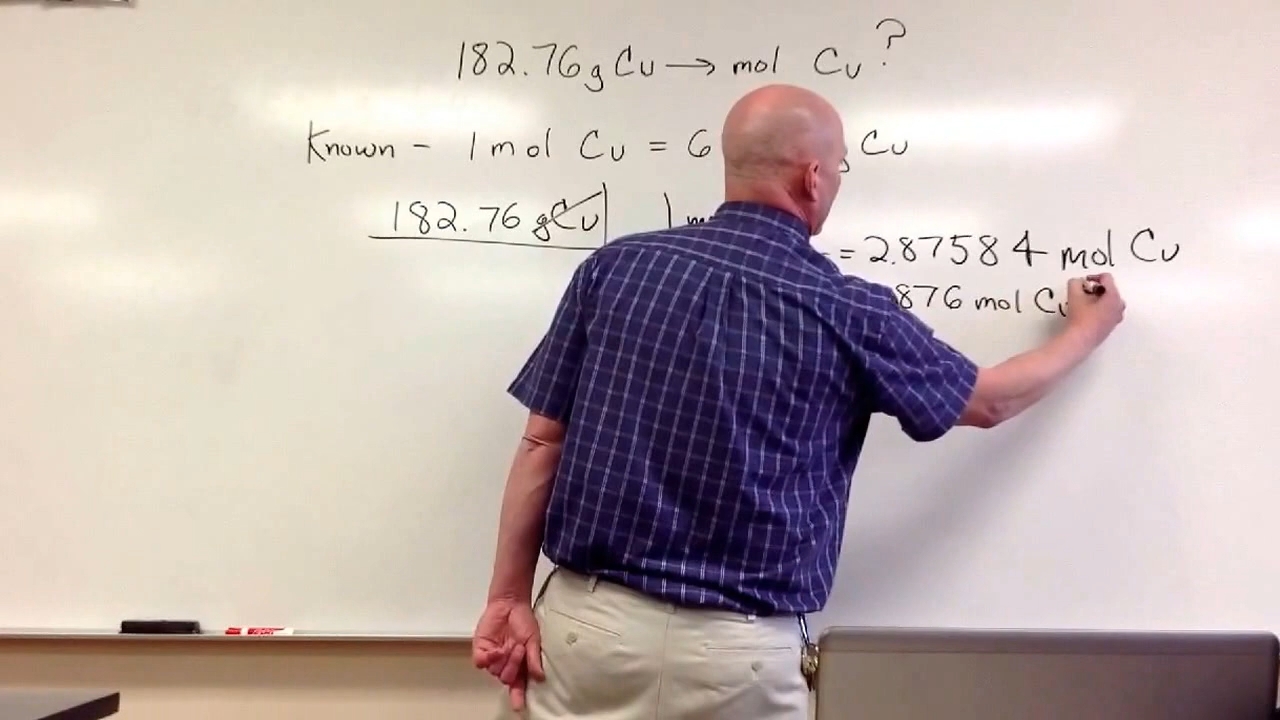 182.76 g Cu → mol Cu ?
Known - 1 mol Cu = 6 g Cu
182.76 g Cu 1
= 2.87584 mol Cu
876 mol Cu